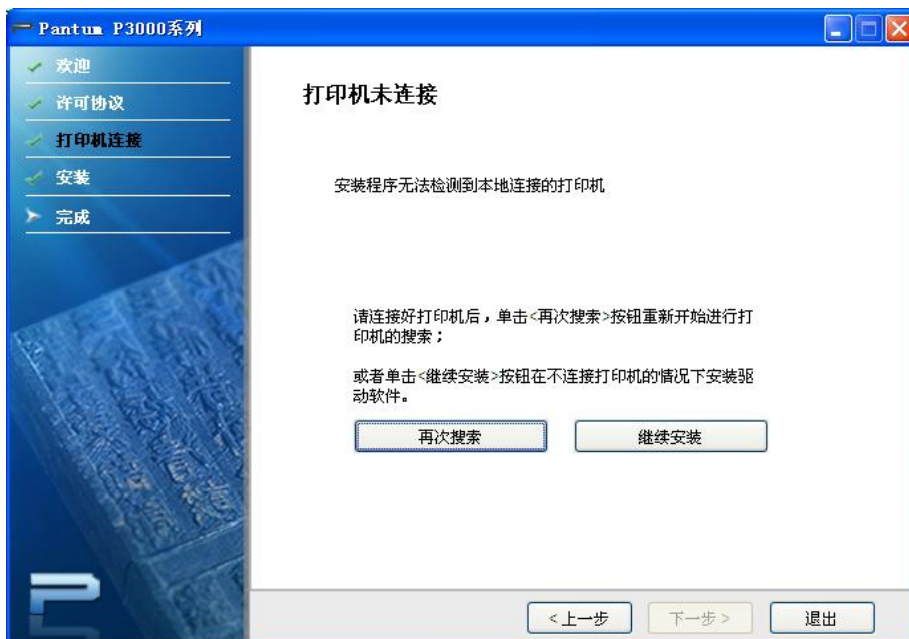 Pantum P3000系列
欢迎
许可协议
打印机连接
安装
完成
打印机未连接
安装程序无法检测到本地连接的打印机
请连接好打印机后，单击<再次搜索>按钮重新开始进行打
印机的搜索；
或者单击<继续安装>按钮在不连接打印机的情况下安装驱
动软件。
再次搜索
继续安装
<上一步
下一步>
退出